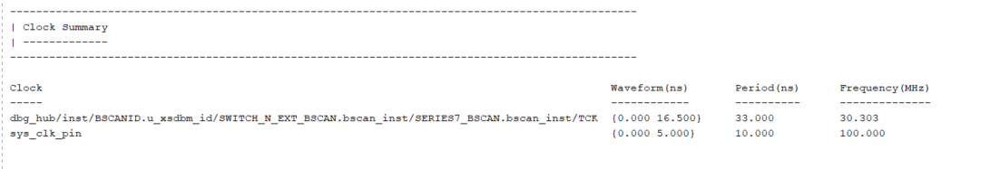 ------------------------------------------------------------------------------------------------
| Clock Summary
| -------------
------------------------------------------------------------------------------------------------
Clock Waveform(ns) Period(ns) Frequency(MHz)
----- ------------ ---------- --------------
dbg_hub/inst/BSCANID.u_xsdbm_id/SWITCH_N_EXT_BSCAN.bscan_inst/SERIES7_BSCAN.bscan_inst/TCK {0.000 16.500} 33.000 30.303
sys_clk_pin {0.000 5.000} 10.000 100.000